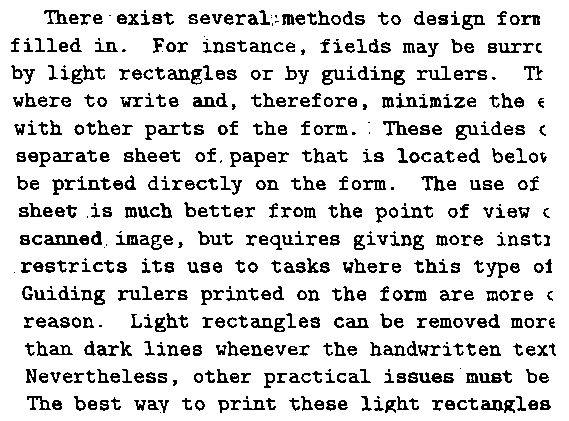 There exist several methods to design form
filled in. For instance, fields may be surro
by light rectangles or by guiding rulers. Th
where to write and, therefore, minimize the
with other parts of the form. These guides
separate sheet of paper that is located below
be printed directly on the form. The use of
sheet is much better from the point of view
scanned image, but requires giving more instr
restricts its use to tasks where this type of
Guiding rulers printed on the form are more
reason. Light rectangles can be removed more
than dark lines whenever the handwritten text
Nevertheless, other practical issues must be
The best way to print these light rectangles